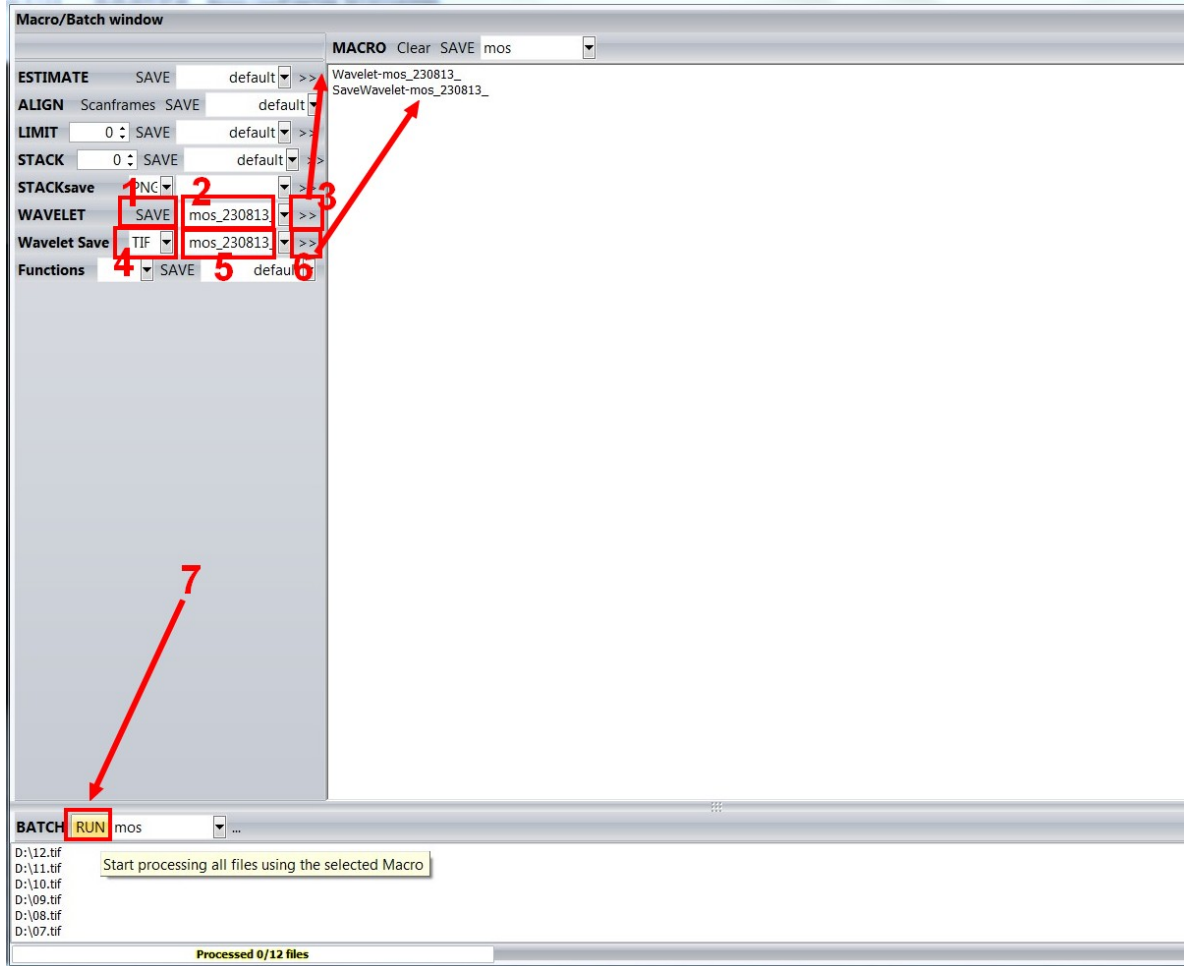 Macro/Batch window
MACRO Clear SAVE mos
ESTIMATE SAVE default >>
Wavelet-mos_230813_
SaveWavelet-mos_230813_
ALIGN Scanframes SAVE default
LIMIT 0 SAVE default >>
STACK 0 SAVE default >>
STACKsave PNG >>
1 2 3
WAVELET SAVE mos_230813_ >>
Wavelet Save TIF mos_230813_ >>
4 5 6
Functions SAVE default
7
BATCH RUN mos ...
D:\12.tif
D:\11.tif
D:\10.tif
D:\09.tif
D:\08.tif
D:\07.tif
Start processing all files using the selected Macro
Processed 0/12 files